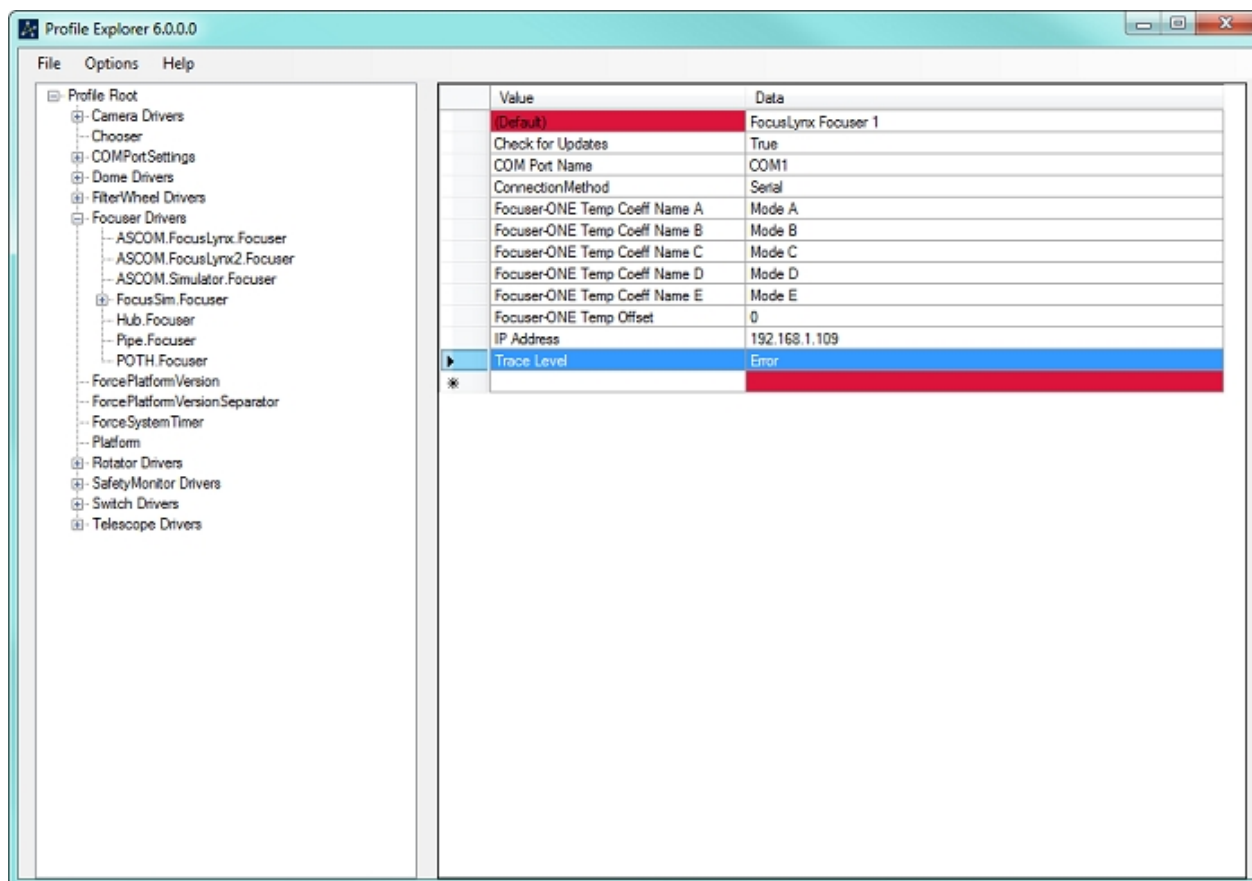 Profile Explorer 6.0.0.0
File Options Help
Profile Root
Camera Drivers
Chooser
COMPortSettings
Dome Drivers
FilterWheel Drivers
Focuser Drivers
ASCOM.FocusLynx.Focuser
ASCOM.FocusLynx2.Focuser
ASCOM.Simulator.Focuser
FocusSim.Focuser
Hub.Focuser
Pipe.Focuser
POTH.Focuser
ForcePlatformVersion
ForcePlatformVersionSeparator
ForceSystemTimer
Platform
Rotator Drivers
SafetyMonitor Drivers
Switch Drivers
Telescope Drivers
Value Data
(Default) FocusLynx Focuser 1
Check for Updates True
COM Port Name COM1
ConnectionMethod Serial
Focuser-ONE Temp Coeff Name A Mode A
Focuser-ONE Temp Coeff Name B Mode B
Focuser-ONE Temp Coeff Name C Mode C
Focuser-ONE Temp Coeff Name D Mode D
Focuser-ONE Temp Coeff Name E Mode E
Focuser-ONE Temp Offset 0
IP Address 192.168.1.109
Trace Level Error